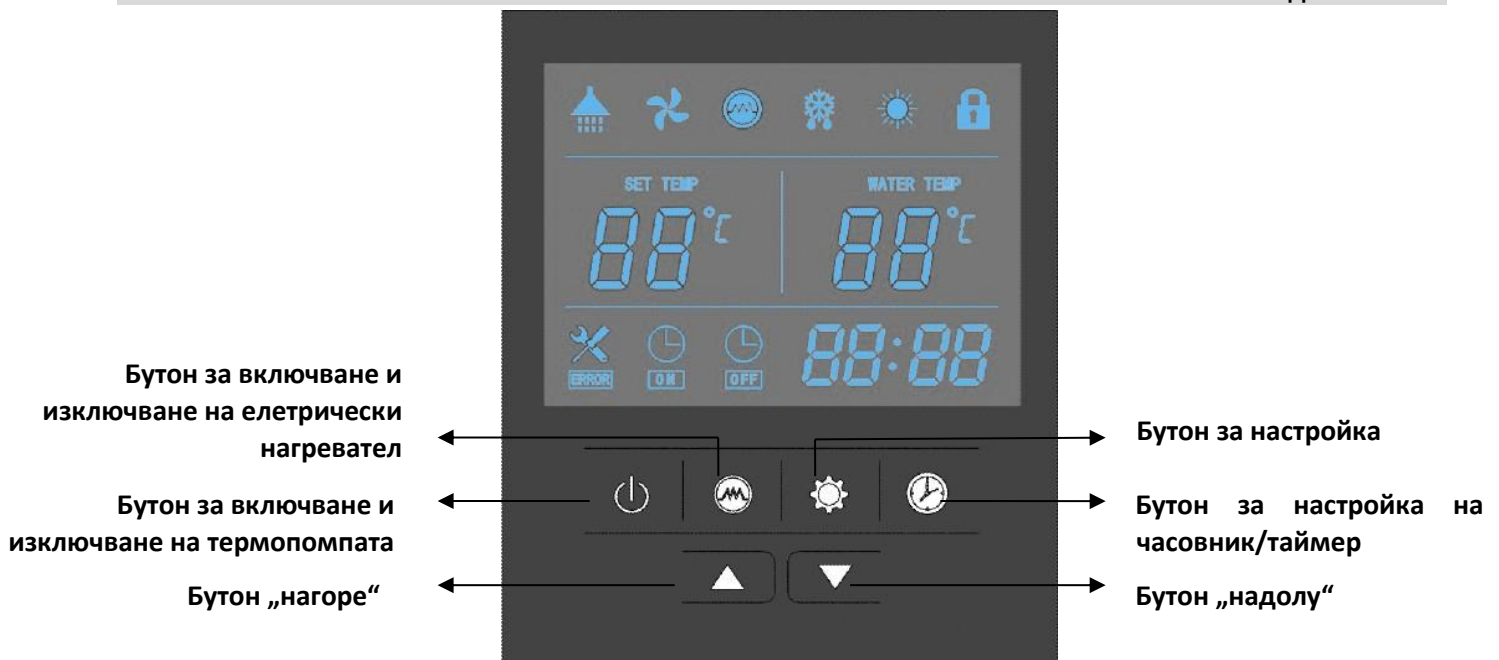 SET TEMP
WATER TEMP
88°C
88°C
ERROR
ON
OFF
88:88
Бутон за включване и
изключване на елетрически
нагревател
Бутон за настройка
Бутон за включване и
изключване на термопомпата
Бутон за настройка на
часовник/таймер
Бутон „нагоре“
Бутон „надолу“